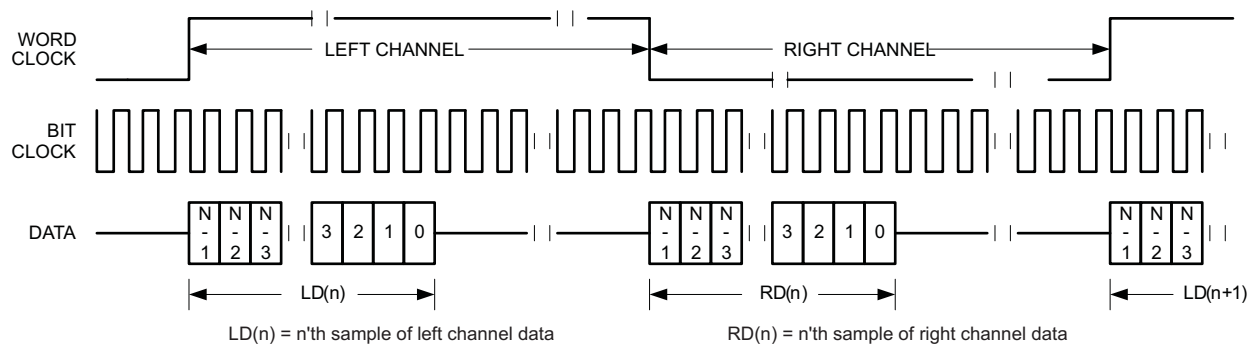 WORD
CLOCK
LEFT CHANNEL
RIGHT CHANNEL
BIT
CLOCK
DATA
N-1 N-2 N-3 3 2 1 0 N-1 N-2 N-3 3 2 1 0 N-1 N-2 N-3
LD(n) RD(n) LD(n+1)
LD(n) = n'th sample of left channel data
RD(n) = n'th sample of right channel data